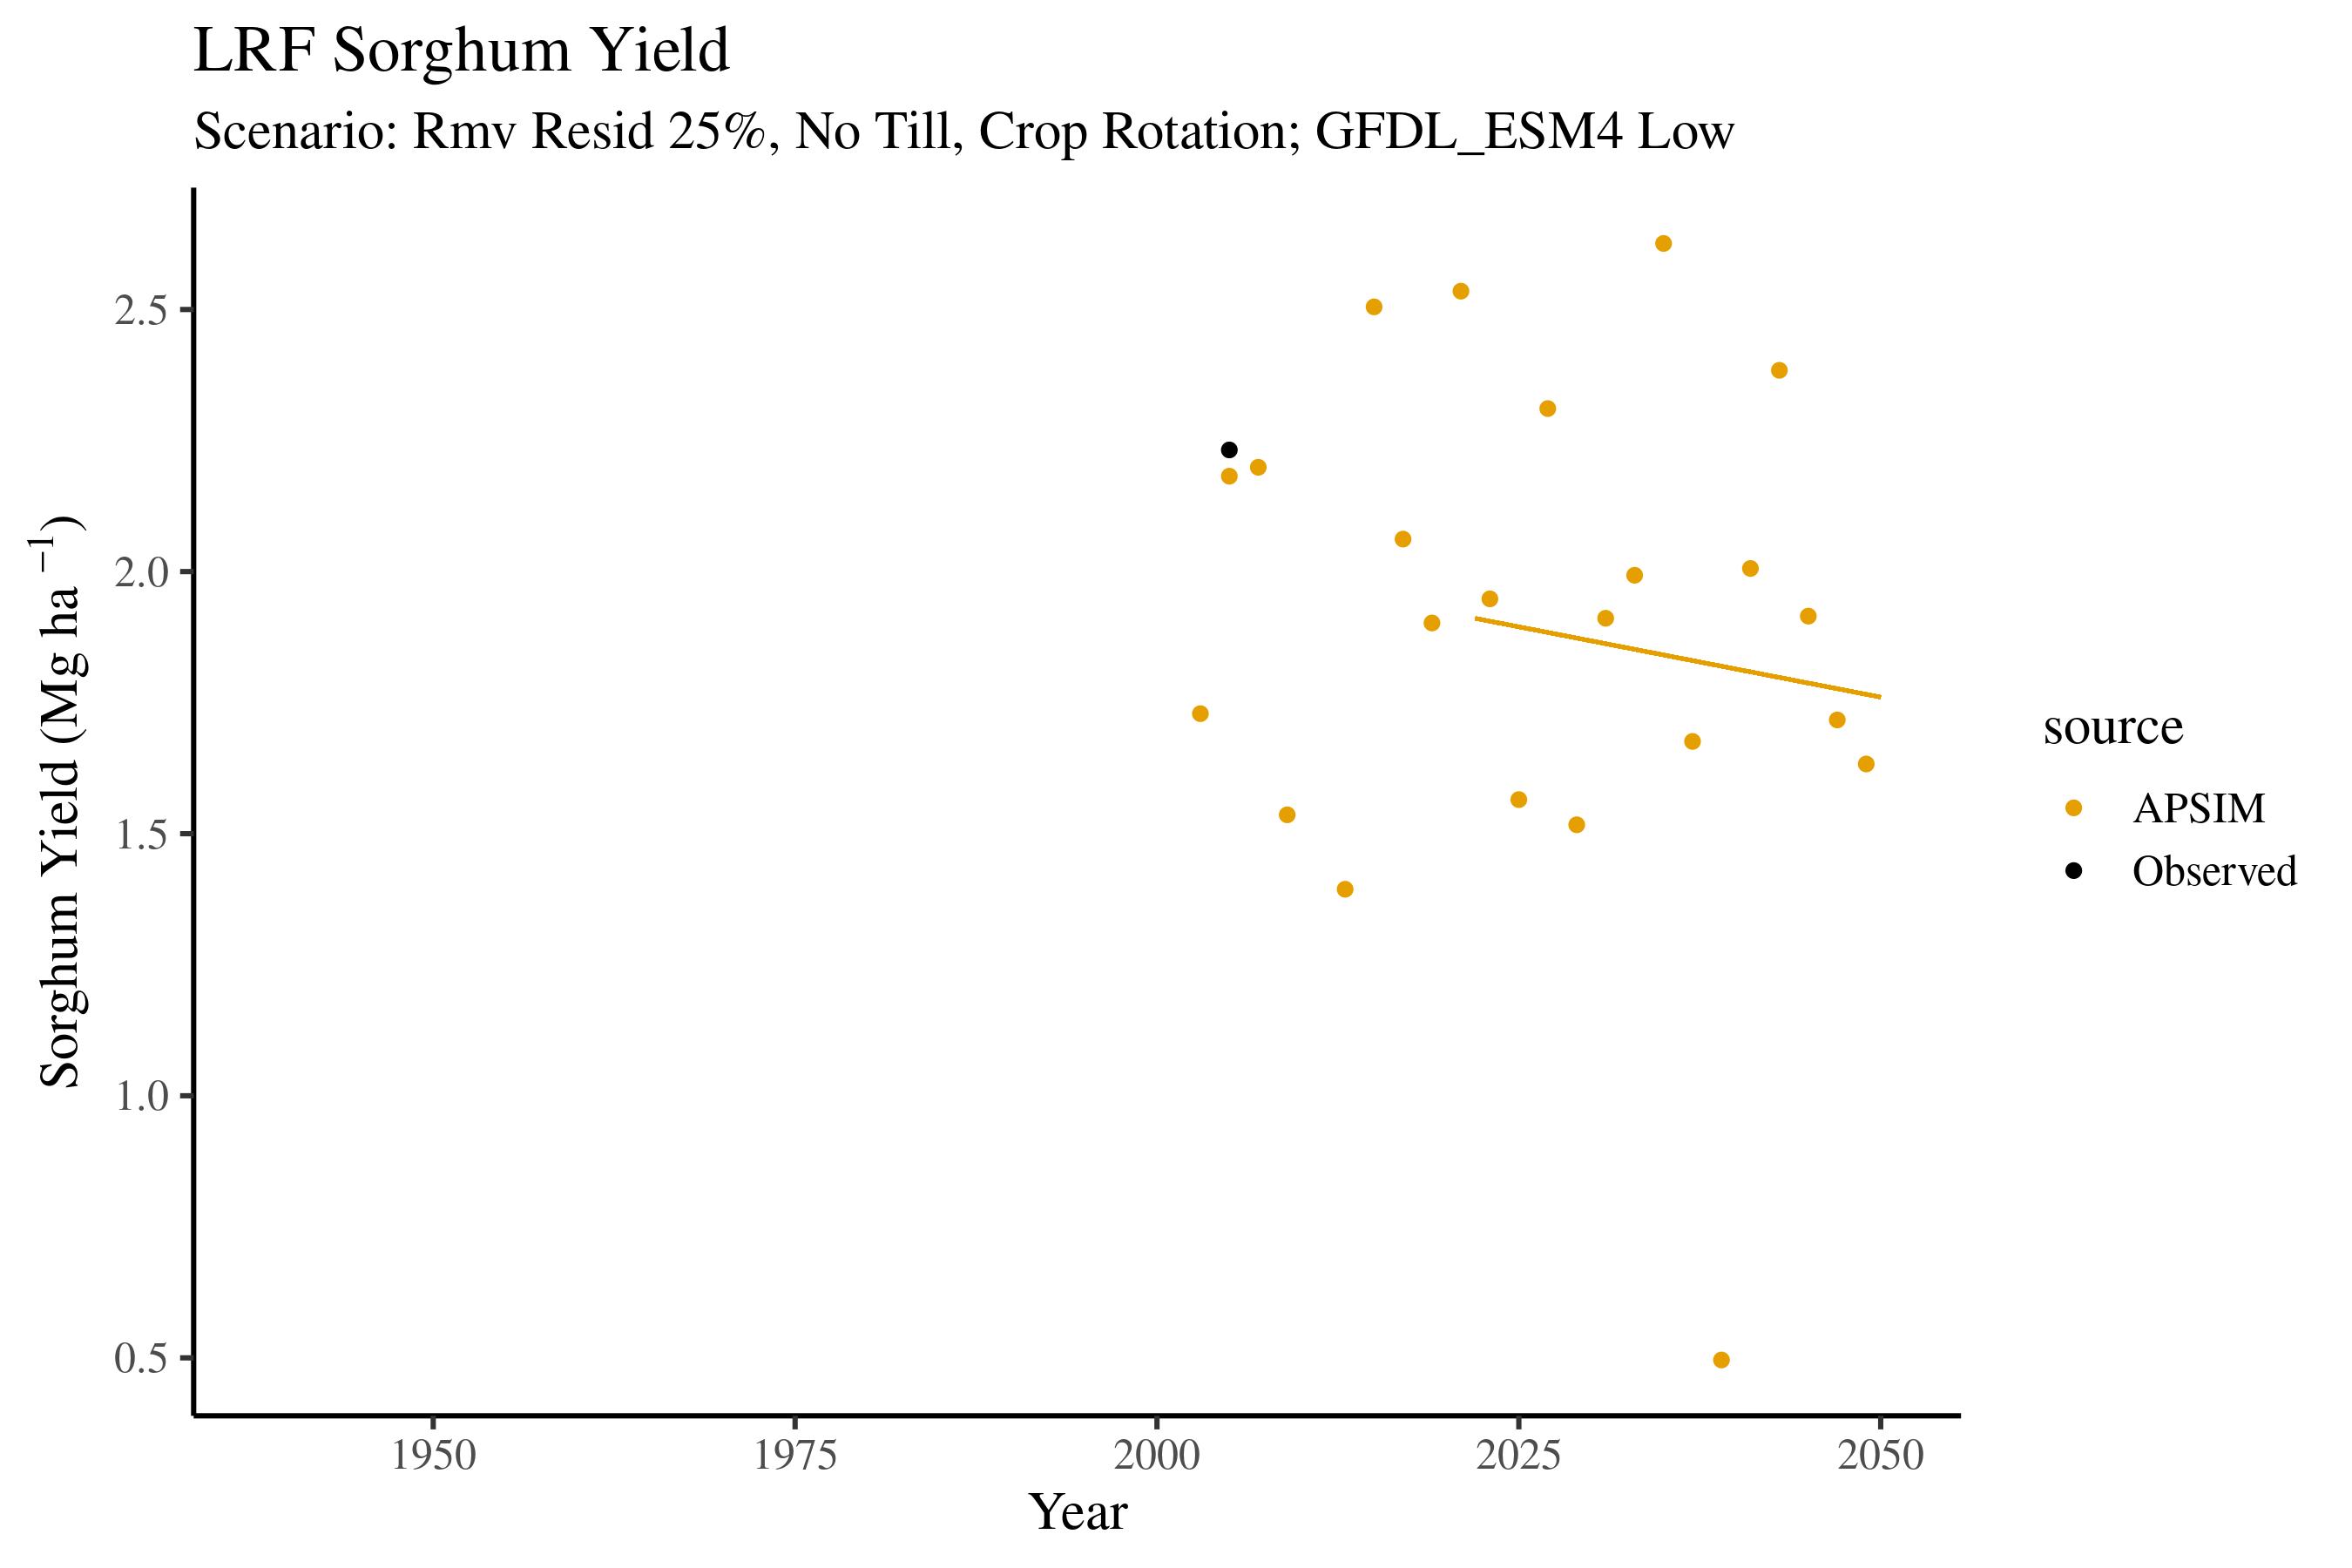 LRF Sorghum Yield
Scenario: Rmv Resid 25%, No Till, Crop Rotation; GFDL_ESM4 Low
Sorghum Yield (Mg ha⁻¹)
2.5
2.0
1.5
1.0
0.5
1950 1975 2000 2025 2050
Year
source
APSIM
Observed